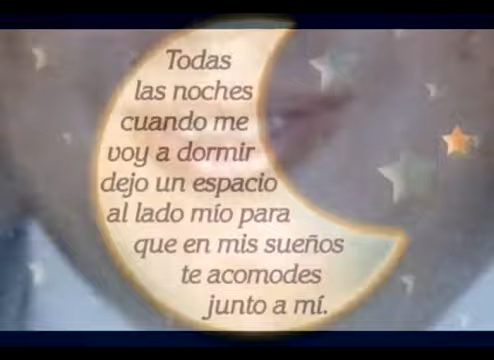 Todas
las noches
cuando me
voy a dormir
dejo un espacio
al lado mío para
que en mis sueños
te acomodes
junto a mí.